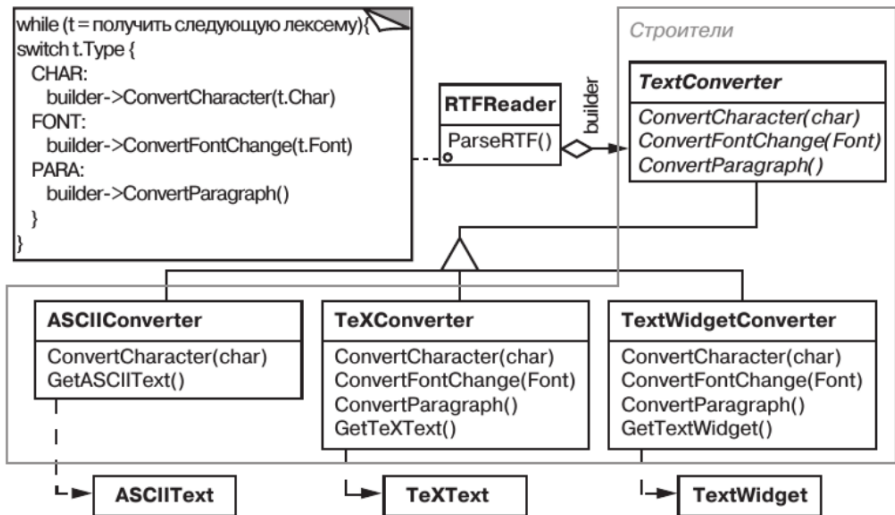 while (t = получить следующую лексему){
switch t.Type {
CHAR:
builder->ConvertCharacter(t.Char)
FONT:
builder->ConvertFontChange(t.Font)
PARA:
builder->ConvertParagraph()
}
}
RTFReader
ParseRTF()
builder
Строители
TextConverter
ConvertCharacter(char)
ConvertFontChange(Font)
ConvertParagraph()
ASCIIConverter
ConvertCharacter(char)
GetASCIIText()
TeXConverter
ConvertCharacter(char)
ConvertFontChange(Font)
ConvertParagraph()
GetTeXText()
TextWidgetConverter
ConvertCharacter(char)
ConvertFontChange(Font)
ConvertParagraph()
GetTextWidget()
ASCIIText
TeXText
TextWidget